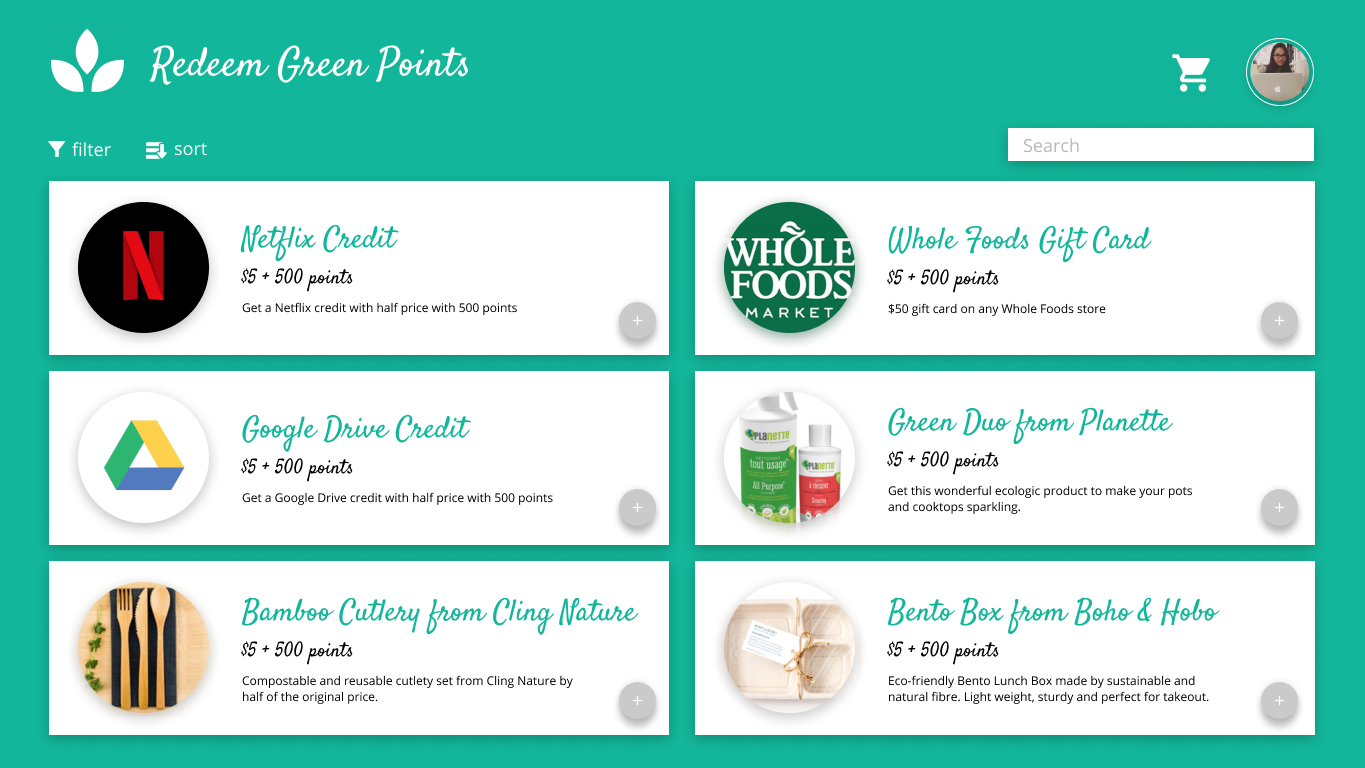 Redeem Green Points
filter
sort
Search
Netflix Credit
$5 + 500 points
Get a Netflix credit with half price with 500 points
+
WHOLE
FOODS
MARKET
Whole Foods Gift Card
$5 + 500 points
$50 gift card on any Whole Foods store
+
Google Drive Credit
$5 + 500 points
Get a Google Drive credit with half price with 500 points
+
PLANETTE
tout usage
All Purpose
PLANETTE
à récurer
Green Duo from Planette
$5 + 500 points
Get this wonderful ecologic product to make your pots
and cooktops sparkling.
+
Bamboo Cutlery from Cling Nature
$5 + 500 points
Compostable and reusable cutlety set from Cling Nature by
half of the original price.
+
Bento Box from Boho & Hobo
$5 + 500 points
Eco-friendly Bento Lunch Box made by sustainable and
natural fibre. Light weight, sturdy and perfect for takeout.
+